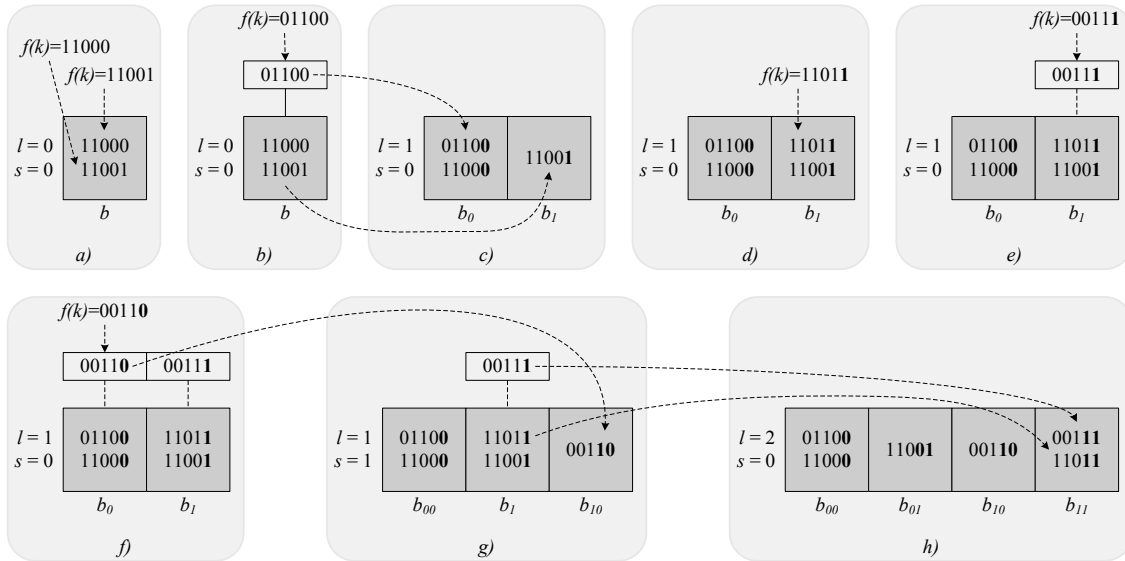 f(k)=11000
f(k)=11001
l = 0
s = 0
11000
11001
b
a)
f(k)=01100
01100
l = 0
s = 0
11000
11001
b
b)
l = 1
s = 0
01100
11000
11001
b0
b1
c)
f(k)=11011
l = 1
s = 0
01100
11000
11011
11001
b0
b1
d)
f(k)=00111
00111
l = 1
s = 0
01100
11000
11011
11001
b0
b1
e)
f(k)=00110
00110
00111
l = 1
s = 0
01100
11000
11011
11001
b0
b1
f)
00111
l = 1
s = 1
01100
11000
11011
11001
00110
b00
b1
b10
g)
l = 2
s = 0
01100
11000
11001
00110
00111
11011
b00
b01
b10
b11
h)